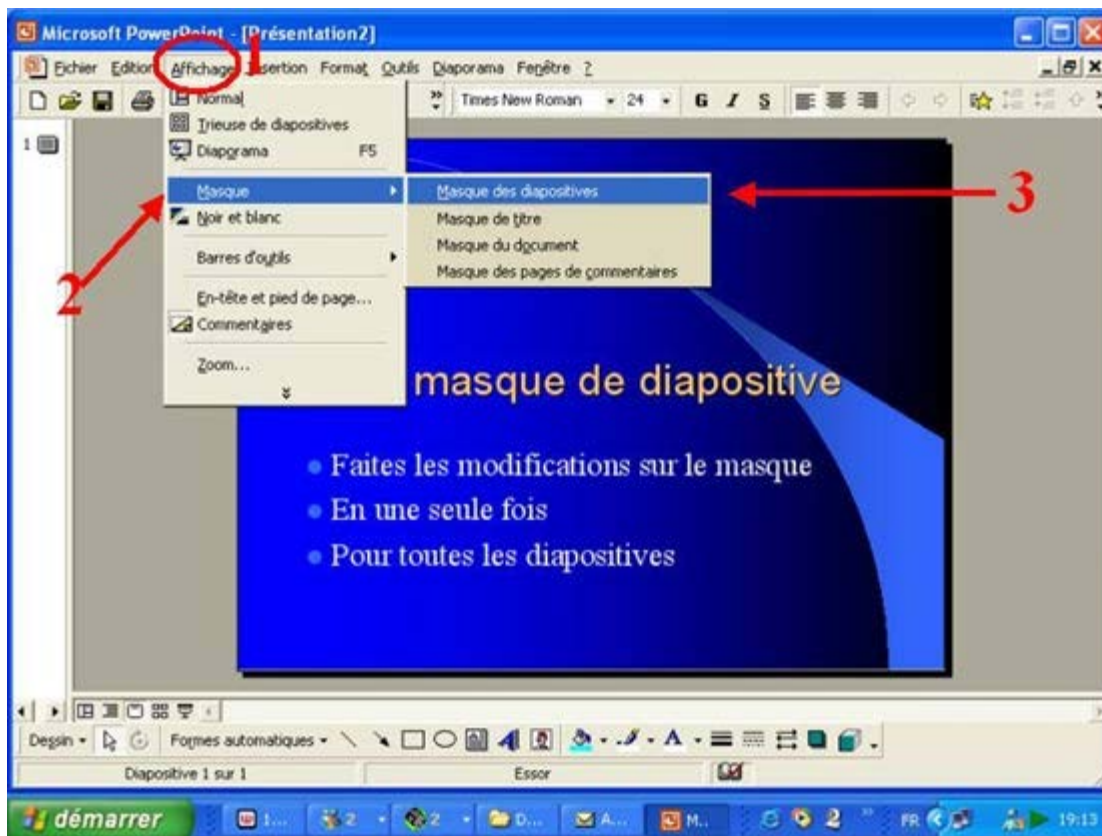 Microsoft PowerPoint - [Présentation2]
1
Fichier Edition Affichage Insertion Format Outils Diaporama Fenêtre ?
Times New Roman 24 G I S
Normal
Trieuse de diapositives
Diaporama F5
Masque
Noir et blanc
Barres d'outils
En-tête et pied de page...
Commentaires
Zoom...
Masque des diapositives
Masque de titre
Masque du document
Masque des pages de commentaires
2
3
1
masque de diapositive
Faites les modifications sur le masque
En une seule fois
Pour toutes les diapositives
Dessin Formes automatiques
Diapositive 1 sur 1 Essor
démarrer 1... 2 2 D... A... M.. FR 19:13